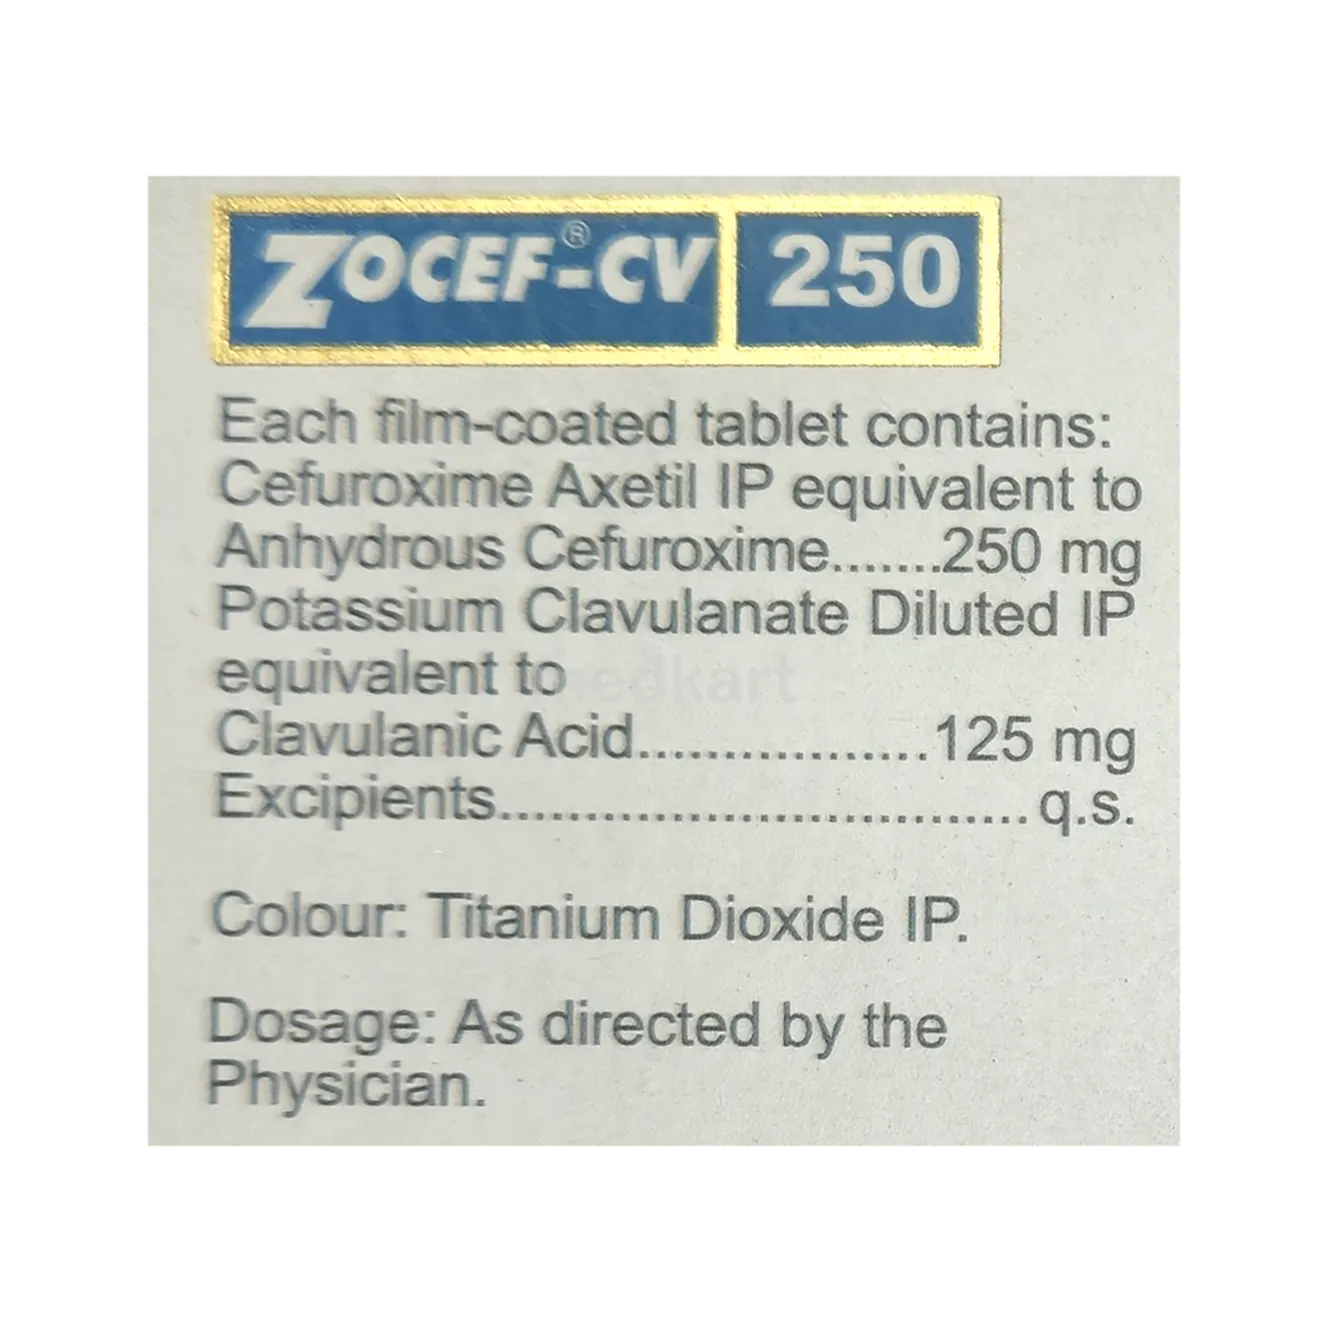 ZOCEF®-CV 250
Each film-coated tablet contains:
Cefuroxime Axetil IP equivalent to
Anhydrous Cefuroxime.......250 mg
Potassium Clavulanate Diluted IP
equivalent to
medkart
Clavulanic Acid.................125 mg
Excipients................................q.s.
Colour: Titanium Dioxide IP.
Dosage: As directed by the
Physician.